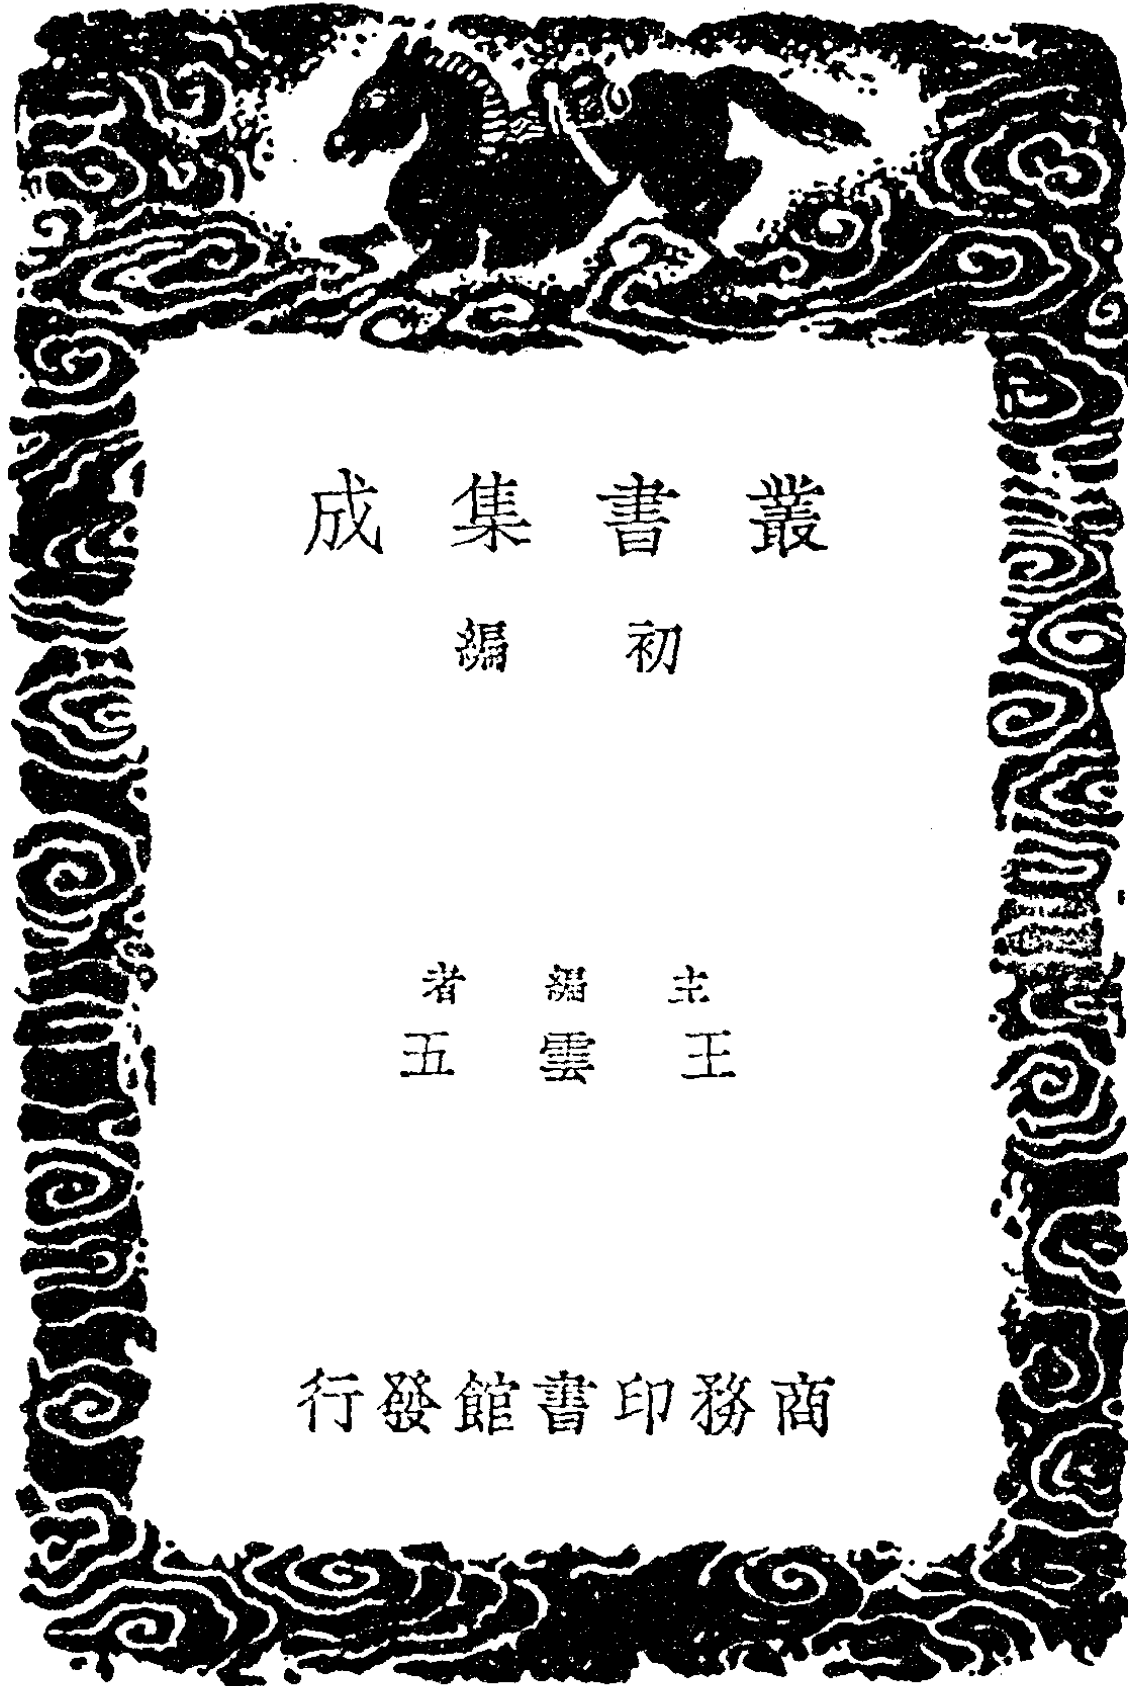 叢書集成
初編
主編者
王雲五
商務印書館發行